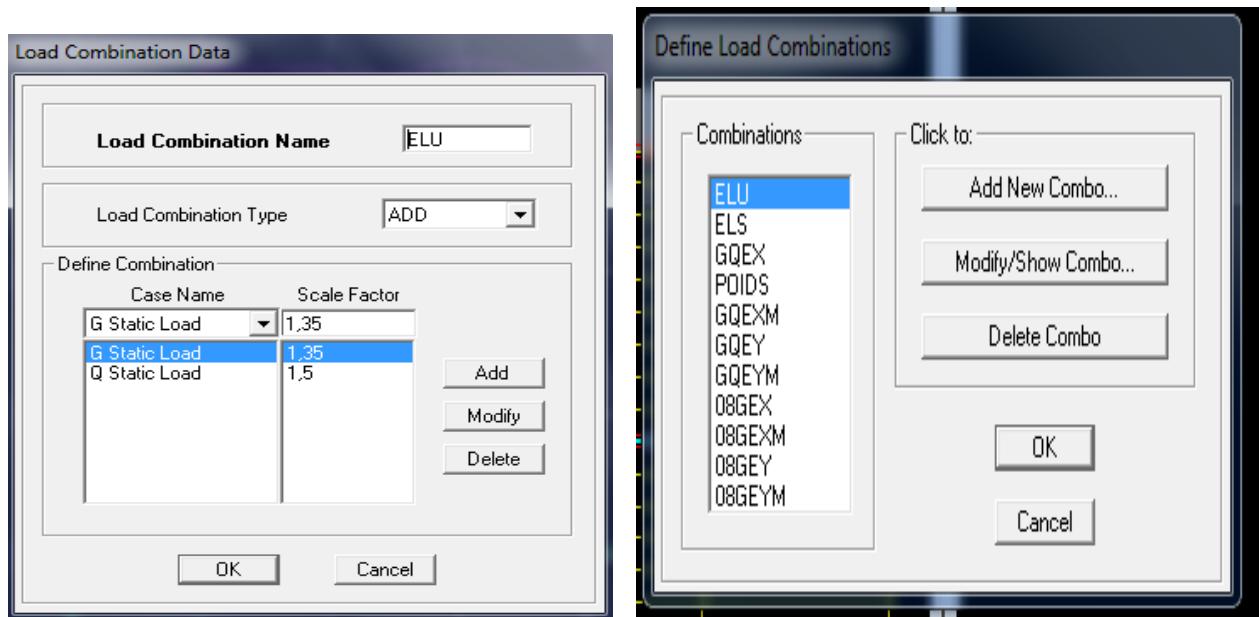 Load Combination Data
Load Combination Name ELU
Load Combination Type ADD
Define Combination
Case Name Scale Factor
G Static Load 1,35
G Static Load 1,35
Q Static Load 1,5
Add
Modify
Delete
OK Cancel
Define Load Combinations
Combinations
ELU
ELS
GQEX
POIDS
GQEXM
GQEY
GQEYM
08GEX
08GEXM
08GEY
08GEYM
Click to:
Add New Combo...
Modify/Show Combo...
Delete Combo
OK
Cancel